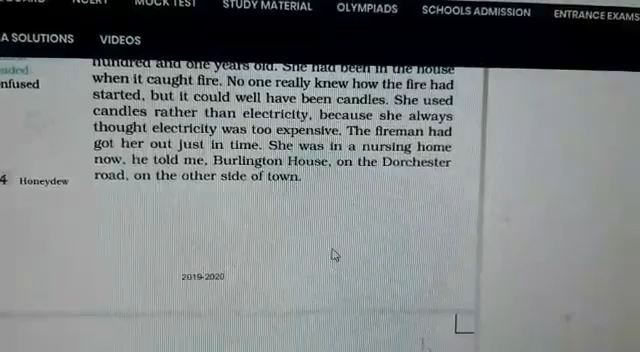 MOCK TEST
STUDY MATERIAL
OLYMPIADS
SCHOOLS ADMISSION
ENTRANCE EXAMS
A SOLUTIONS
VIDEOS
hundred and one years old. She had been in the house
when it caught fire. No one really knew how the fire had
started, but it could well have been candles. She used
candles rather than electricity, because she always
thought electricity was too expensive. The fireman had
got her out just in time. She was in a nursing home
now, he told me, Burlington House, on the Dorchester
road, on the other side of town.
nfused
4 Honeydew
2019-2020